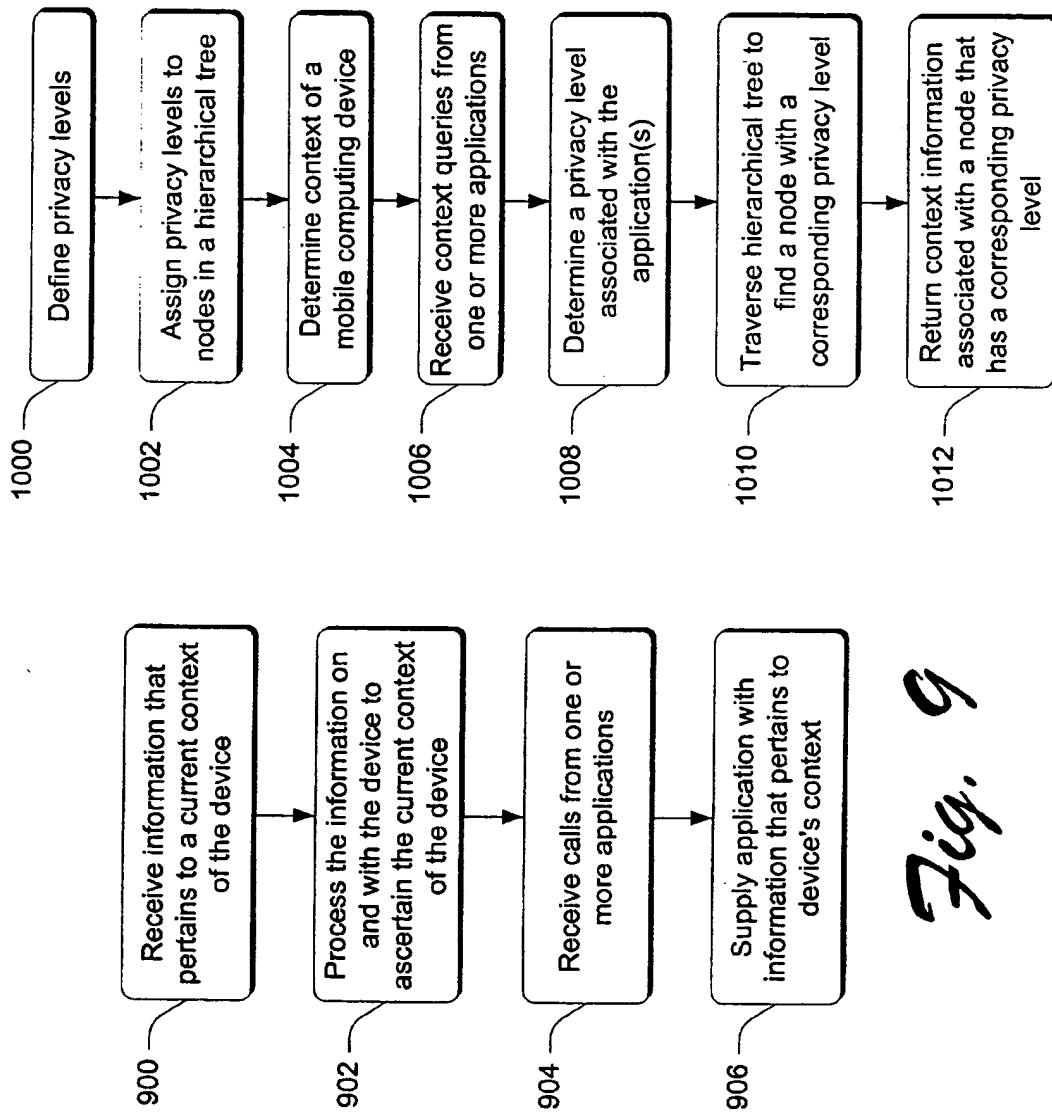 900
Receive information that
pertains to a current context
of the device
902
Process the information on
and with the device to
ascertain the current context
of the device
904
Receive calls from one or
more applications
906
Supply application with
information that pertains to
device's context
Fig. 9
1000
Define privacy levels
1002
Assign privacy levels to
nodes in a hierarchical tree
1004
Determine context of a
mobile computing device
1006
Receive context queries from
one or more applications
1008
Determine a privacy level
associated with the
application(s)
1010
Traverse hierarchical tree to
find a node with a
corresponding privacy level
1012
Return context information
associated with a node that
has a corresponding privacy
level